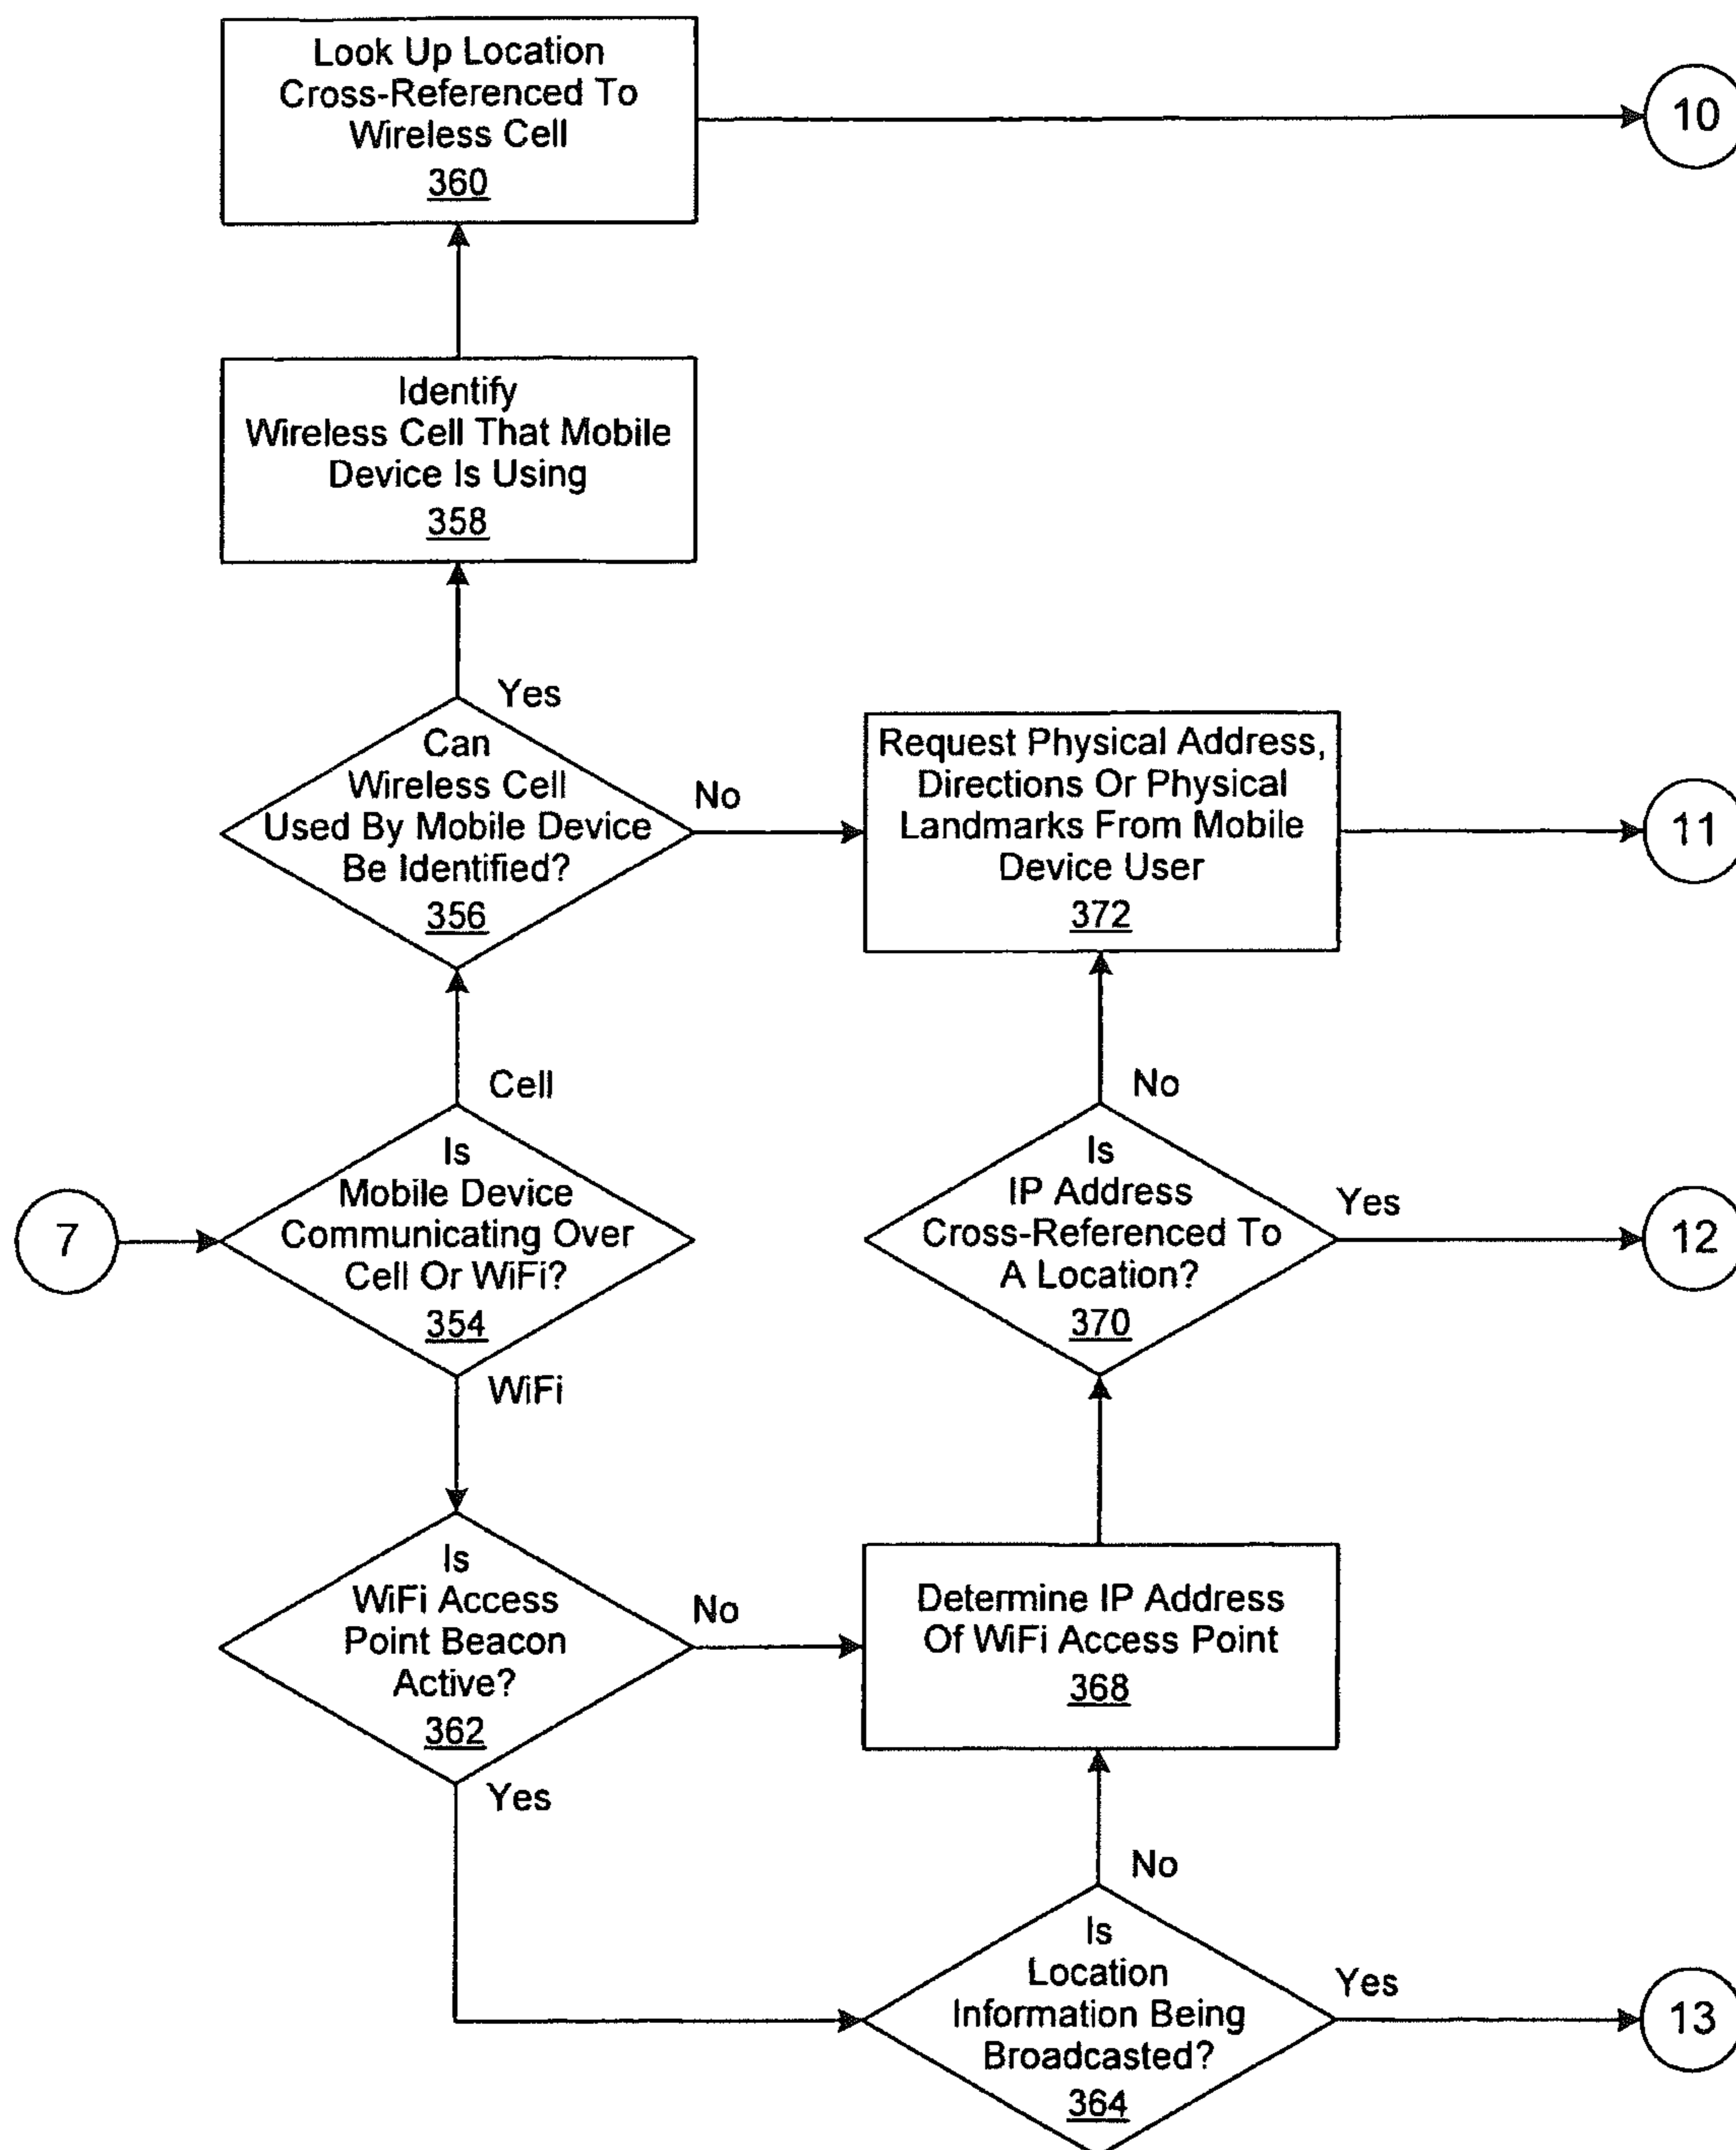 Look Up Location
Cross-Referenced To
Wireless Cell
360
10
Identify
Wireless Cell That Mobile
Device Is Using
358
Yes
Can
Wireless Cell
Used By Mobile Device
Be Identified?
356
No
Request Physical Address,
Directions Or Physical
Landmarks From Mobile
Device User
372
11
Cell
7
Is
Mobile Device
Communicating Over
Cell Or WiFi?
354
No
Is
IP Address
Cross-Referenced To
A Location?
370
Yes
12
WiFi
Is
WiFi Access
Point Beacon
Active?
362
No
Determine IP Address
Of WiFi Access Point
368
Yes
No
Is
Location
Information Being
Broadcasted?
364
Yes
13